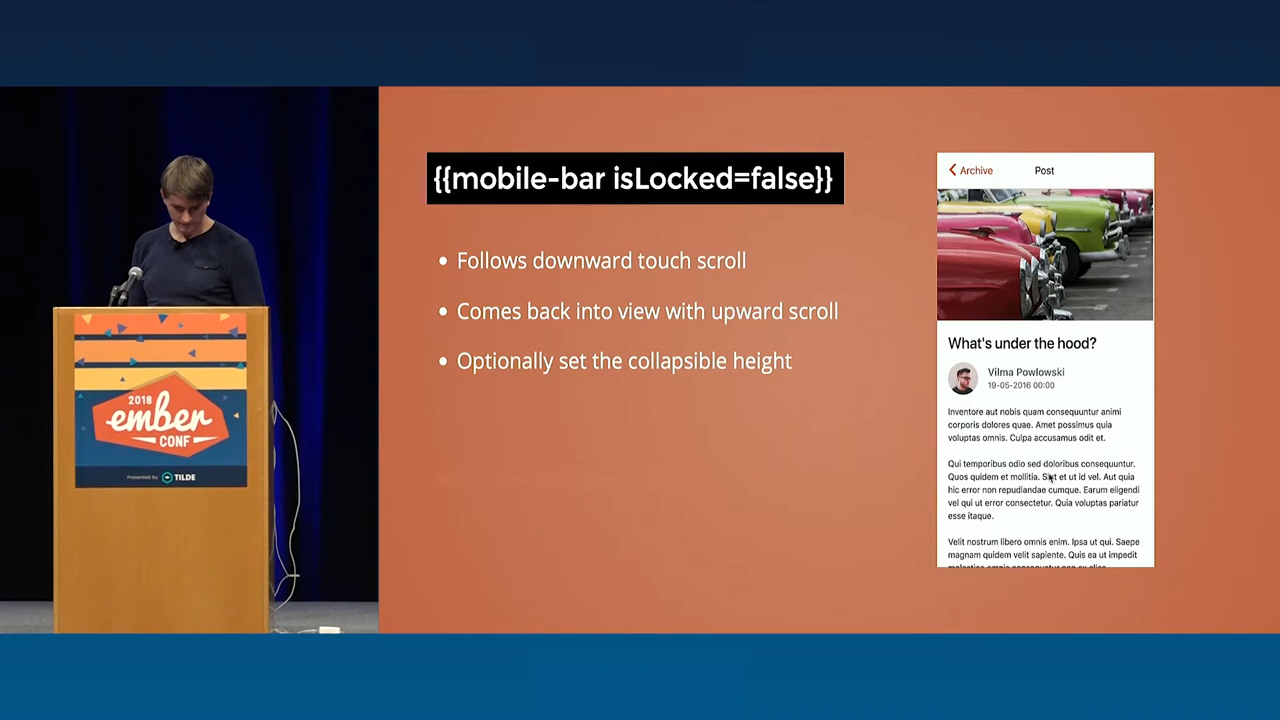 {{mobile-bar isLocked=false}}
• Follows downward touch scroll
• Comes back into view with upward scroll
• Optionally set the collapsible height
Archive
Post
What's under the hood?
Vilma Powlowski
19-05-2016 00:00
Inventore aut nobis quam consequuntur animi
corporis dolores quae. Amet possimus quia
voluptas omnis. Culpa accusamus odit et.
Qui temporibus odio sed doloribus consequuntur.
Quos quidem et mollitia. Sint et ut id vel. Aut quia
hic error non repudiandae cumque. Earum eligendi
vel qui ut error consectetur. Quia voluptas pariatur
esse itaque.
Velit nostrum libero omnis enim. Ipsa ut qui. Saepe
magnam quidem velit sapiente. Quis ea ut impedit
2018
ember
CONF
Presented by TILDE